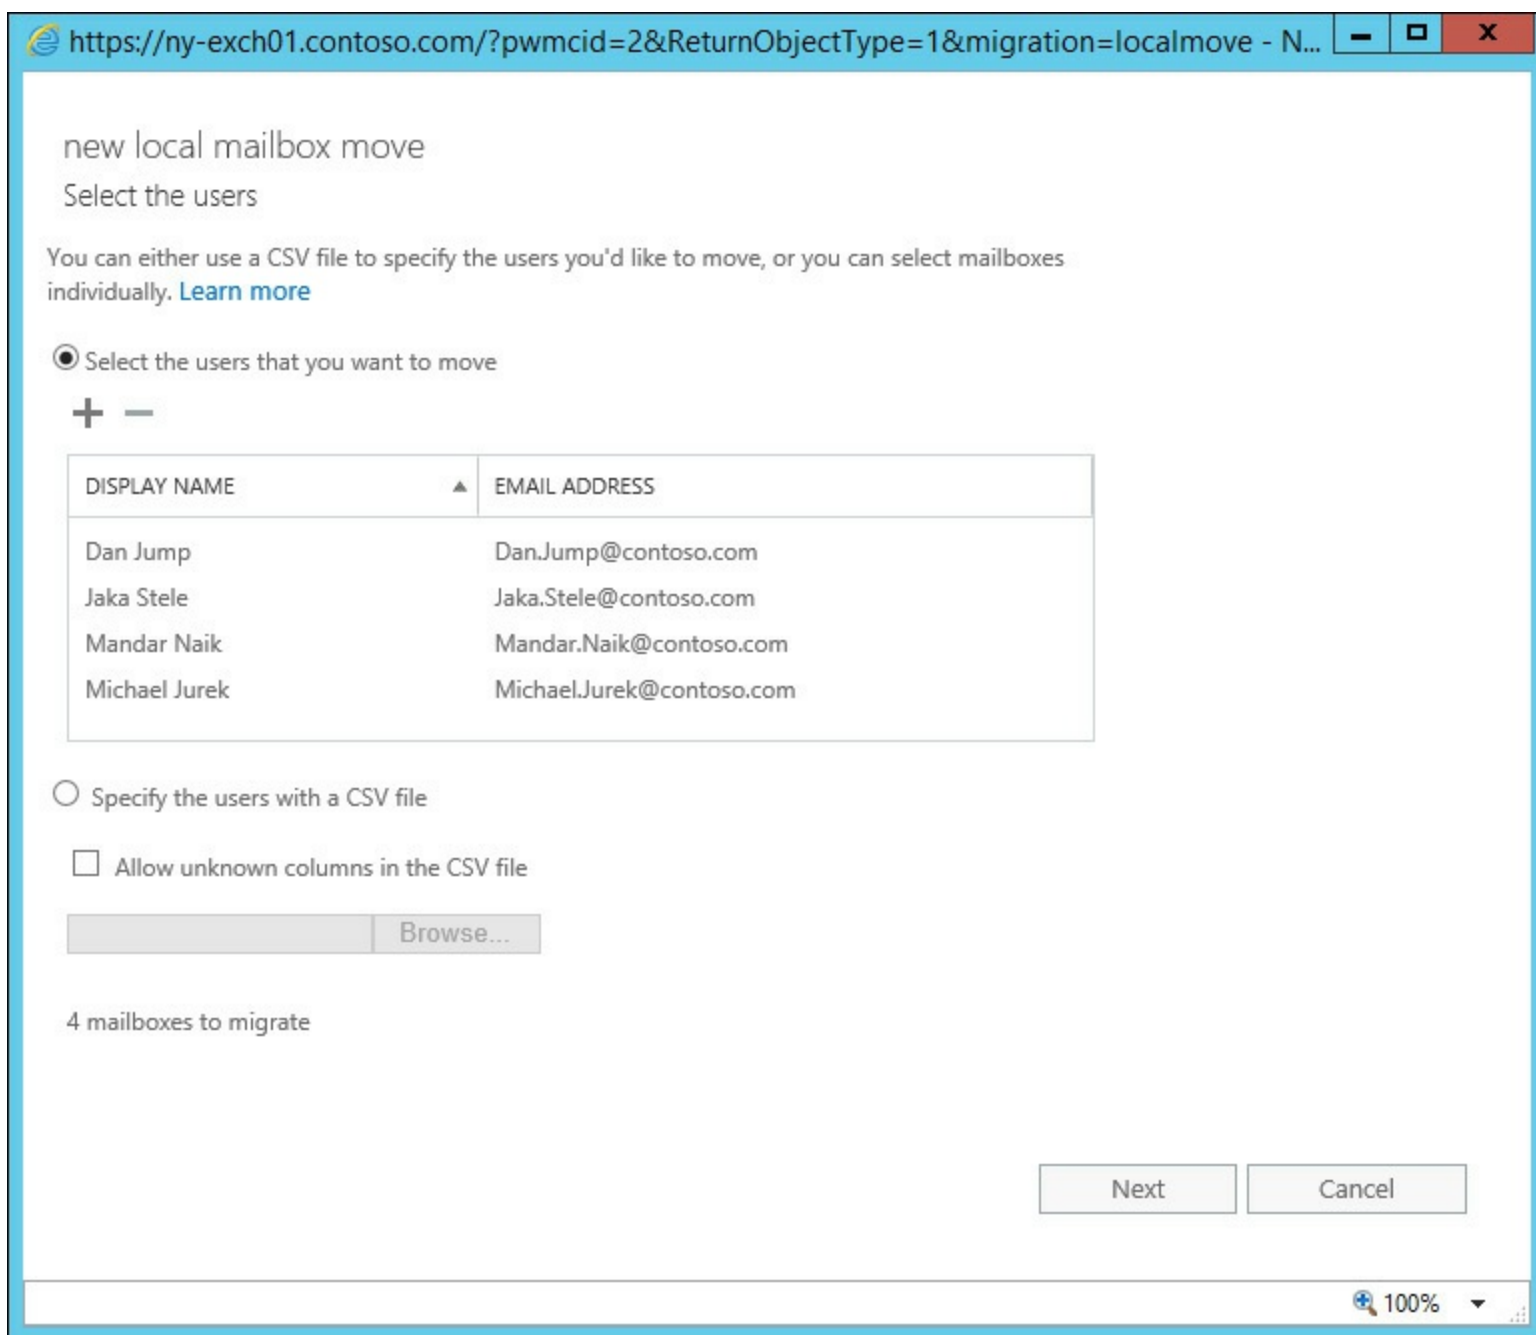 https://ny-exch01.contoso.com/?pwmcid=2&ReturnObjectType=1&migration=localmove - N...
new local mailbox move
Select the users
You can either use a CSV file to specify the users you'd like to move, or you can select mailboxes
individually. Learn more
Select the users that you want to move
DISPLAY NAME EMAIL ADDRESS
Dan Jump Dan.Jump@contoso.com
Jaka Stele Jaka.Stele@contoso.com
Mandar Naik Mandar.Naik@contoso.com
Michael Jurek Michael.Jurek@contoso.com
Specify the users with a CSV file
Allow unknown columns in the CSV file
Browse...
4 mailboxes to migrate
Next Cancel
100%